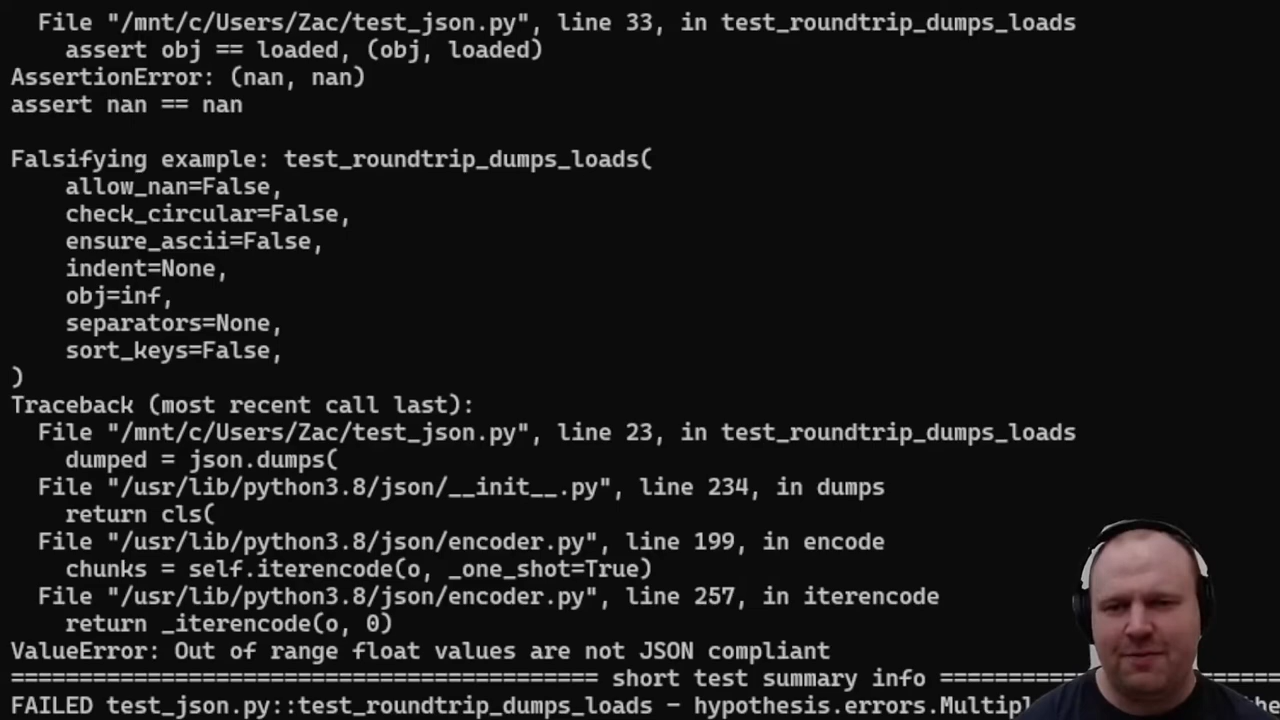 File "/mnt/c/Users/Zac/test_json.py", line 33, in test_roundtrip_dumps_loads
assert obj == loaded, (obj, loaded)
AssertionError: (nan, nan)
assert nan == nan
Falsifying example: test_roundtrip_dumps_loads(
allow_nan=False,
check_circular=False,
ensure_ascii=False,
indent=None,
obj=inf,
separators=None,
sort_keys=False,
)
Traceback (most recent call last):
File "/mnt/c/Users/Zac/test_json.py", line 23, in test_roundtrip_dumps_loads
dumped = json.dumps(
File "/usr/lib/python3.8/json/__init__.py", line 234, in dumps
return cls(
File "/usr/lib/python3.8/json/encoder.py", line 199, in encode
chunks = self.iterencode(o, _one_shot=True)
File "/usr/lib/python3.8/json/encoder.py", line 257, in iterencode
return _iterencode(o, 0)
ValueError: Out of range float values are not JSON compliant
=========================================== short test summary info =========================
FAILED test_json.py::test_roundtrip_dumps_loads - hypothesis.errors.Multipl